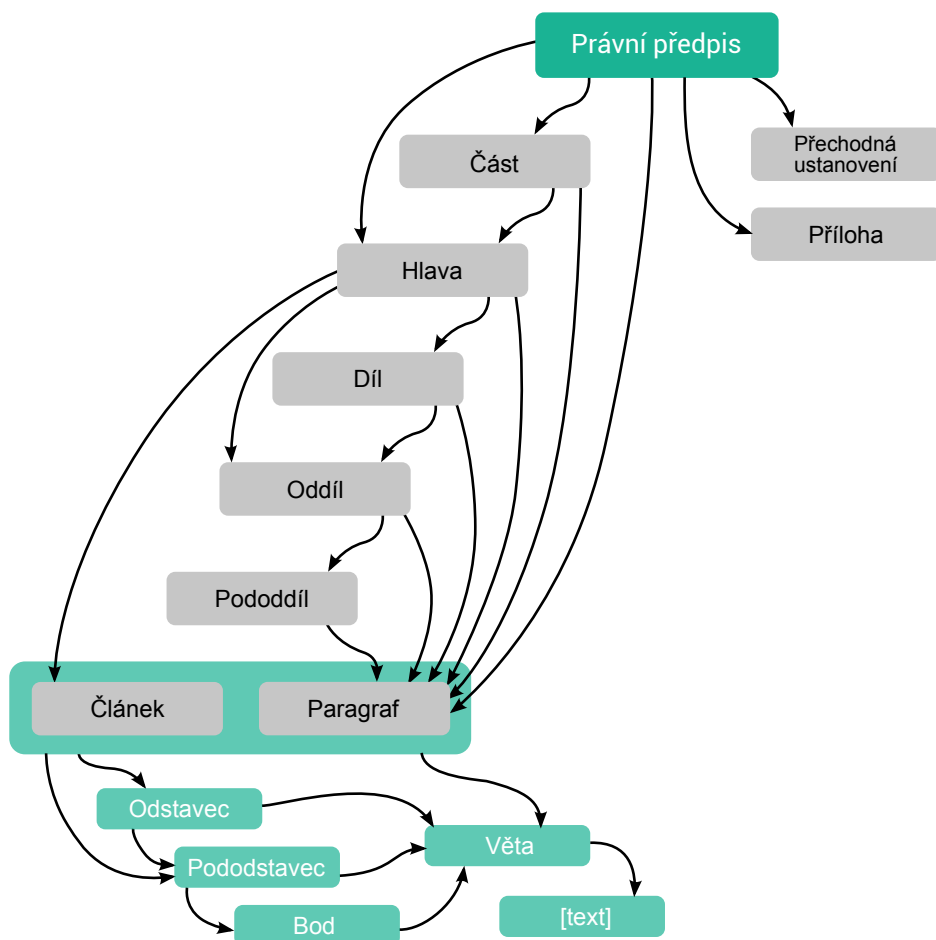 Právní předpis
Část
Přechodná
ustanovení
Příloha
Hlava
Díl
Oddíl
Pododdíl
Článek
Paragraf
Odstavec
Věta
Pododstavec
Bod
[text]